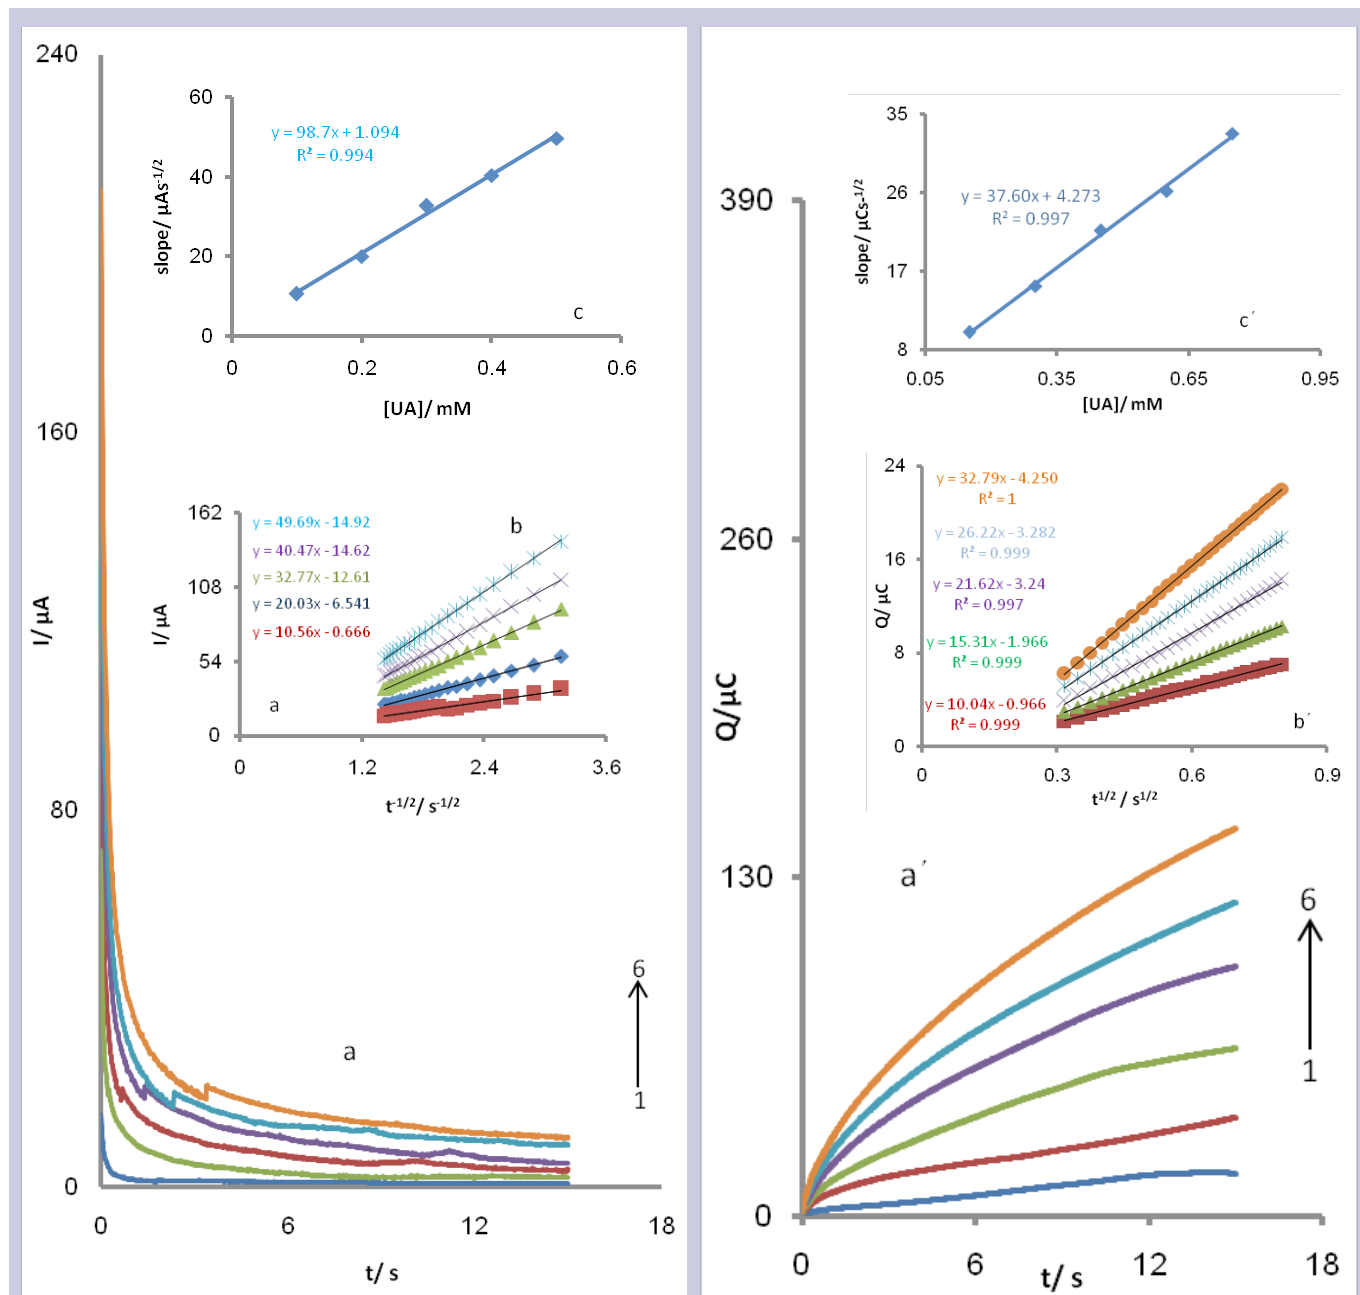 240
160
80
0
I/ µA
0
6
12
18
t/ s
a
6
1
60
40
20
0
slope/ µAs-1/2
y = 98.7x + 1.094
R² = 0.994
c
0
0.2
0.4
0.6
[UA]/ mM
162
108
54
0
I/ µA
y = 49.69x - 14.92
y = 40.47x - 14.62
y = 32.77x - 12.61
y = 20.03x - 6.541
y = 10.56x - 0.666
b
a
0
1.2
2.4
3.6
t-1/2/ s-1/2
390
260
130
0
Q/µC
0
6
12
18
t/ s
a´
6
1
35
26
17
8
slope/ µCs-1/2
y = 37.60x + 4.273
R² = 0.997
c´
0.05
0.35
0.65
0.95
[UA]/ mM
24
16
8
0
Q/ µC
y = 32.79x - 4.250
R² = 1
y = 26.22x - 3.282
R² = 0.999
y = 21.62x - 3.24
R² = 0.997
y = 15.31x - 1.966
R² = 0.999
y = 10.04x - 0.966
R² = 0.999
b´
0
0.3
0.6
0.9
t1/2 / s1/2